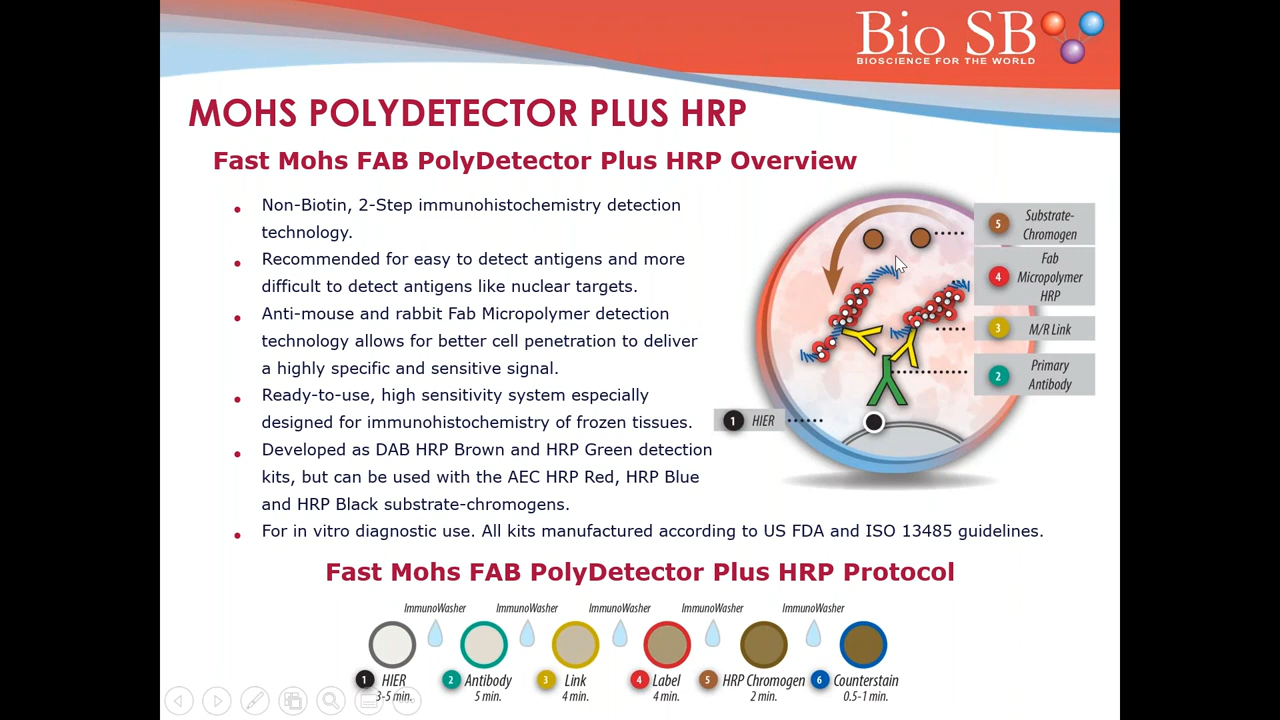 Bio SB
BIOSCIENCE FOR THE WORLD
MOHS POLYDETECTOR PLUS HRP
Fast Mohs FAB PolyDetector Plus HRP Overview
• Non-Biotin, 2-Step immunohistochemistry detection
technology.
• Recommended for easy to detect antigens and more
difficult to detect antigens like nuclear targets.
• Anti-mouse and rabbit Fab Micropolymer detection
technology allows for better cell penetration to deliver
a highly specific and sensitive signal.
• Ready-to-use, high sensitivity system especially
designed for immunohistochemistry of frozen tissues.
• Developed as DAB HRP Brown and HRP Green detection
kits, but can be used with the AEC HRP Red, HRP Blue
and HRP Black substrate-chromogens.
• For in vitro diagnostic use. All kits manufactured according to US FDA and ISO 13485 guidelines.
5 Substrate-
Chromogen
4 Fab
Micropolymer
HRP
3 M/R Link
2 Primary
Antibody
1 HIER
Fast Mohs FAB PolyDetector Plus HRP Protocol
ImmunoWasher ImmunoWasher ImmunoWasher ImmunoWasher ImmunoWasher
1 HIER 2 Antibody 3 Link 4 Label 5 HRP Chromogen 6 Counterstain
3-5 min. 5 min. 4 min. 4 min. 2 min. 0.5-1 min.